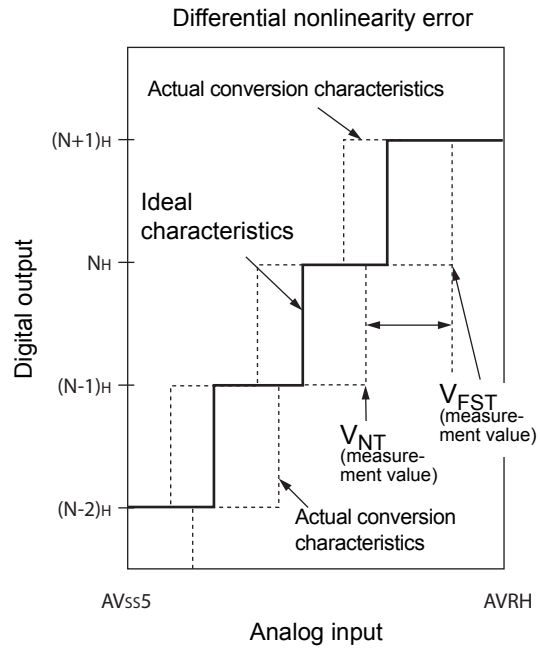 Differential nonlinearity error
Actual conversion characteristics
(N+1)H
Ideal
characteristics
NH
Digital output
(N-1)H
VFST
(measure-
ment value)
VNT
(measure-
ment value)
(N-2)H
Actual conversion
characteristics
AVSS5
AVRH
Analog input